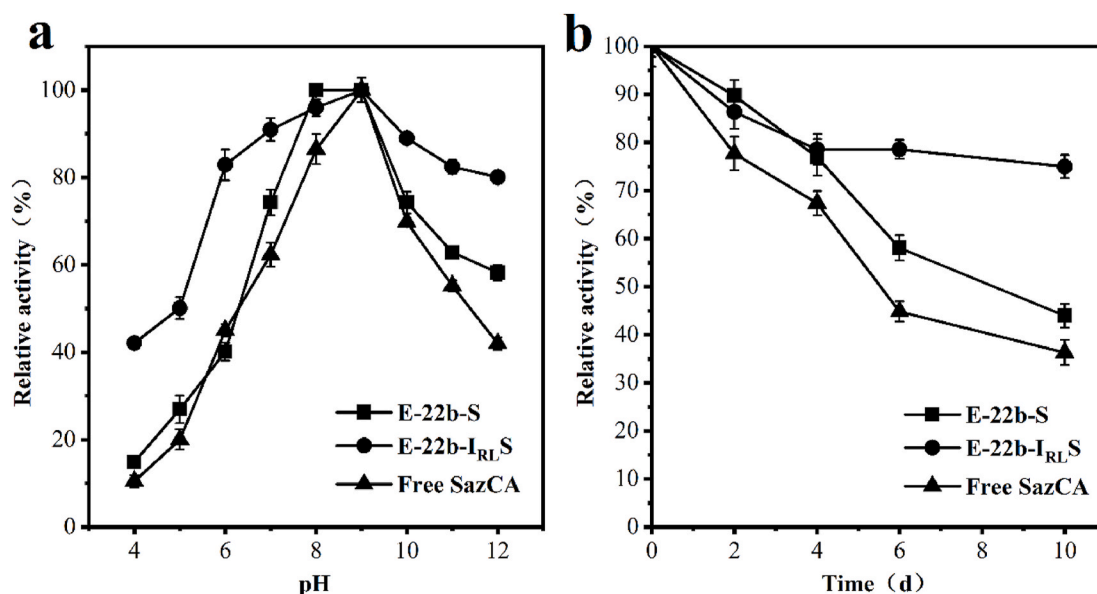 a
Relative activity（%）
100
80
60
40
20
0
4 6 8 10 12
pH
E-22b-S
E-22b-I_RL S
Free SazCA
b
Relative activity（%）
100
90
80
70
60
50
40
30
20
10
0
0 2 4 6 8 10
Time（d）
E-22b-S
E-22b-I_RL S
Free SazCA